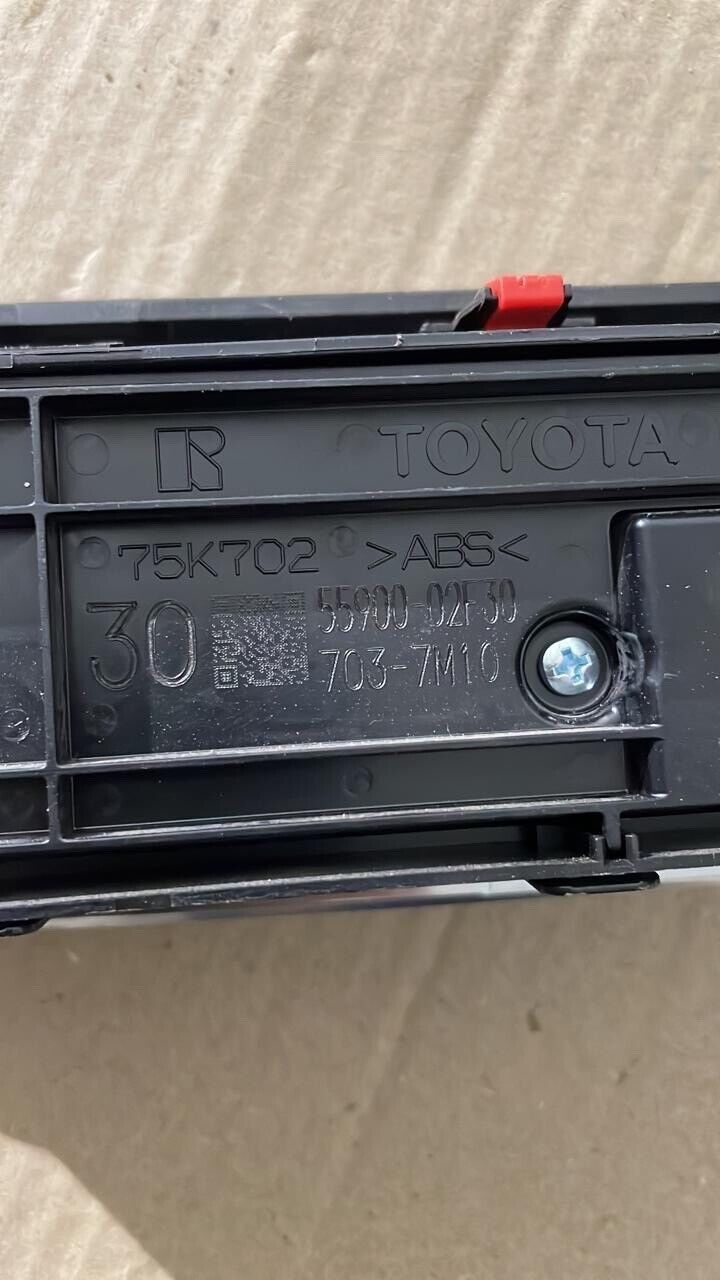 R TOYOTA
75K702 >ABS<
30
55900-02F30
703-7M10